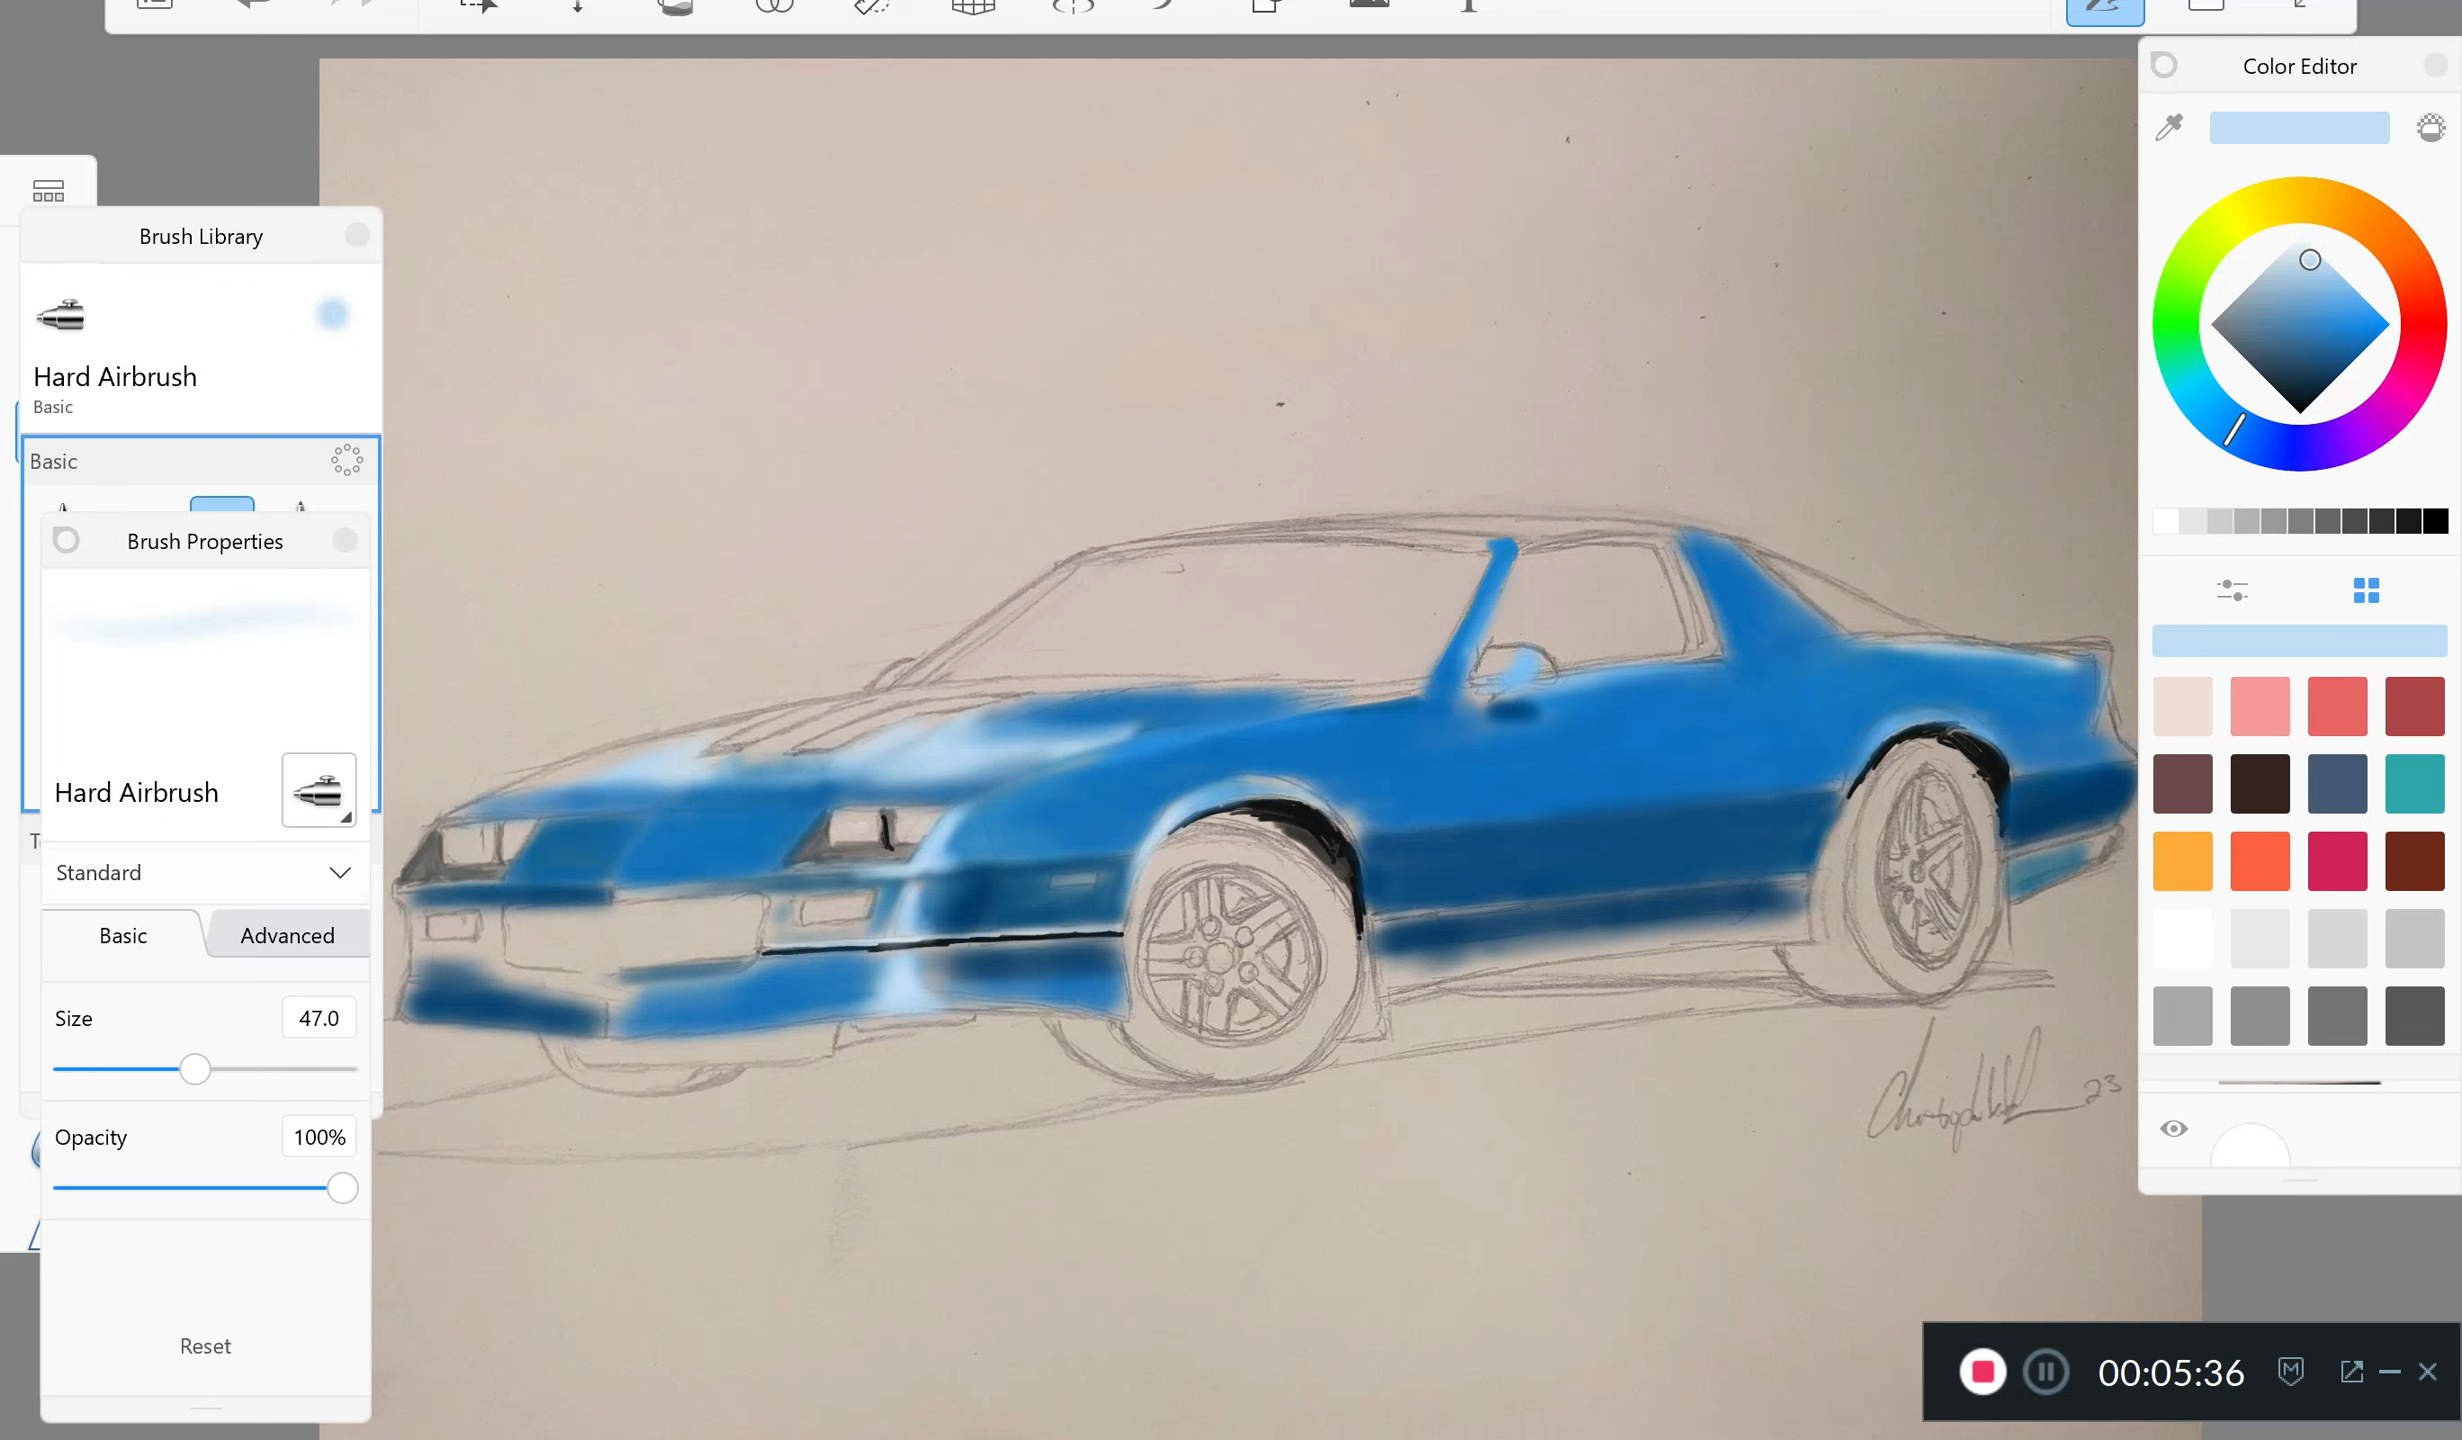 Color Editor
Brush Library
Hard Airbrush
Basic
Basic
Brush Properties
Hard Airbrush
Standard
Basic
Advanced
Size
47.0
Opacity
100%
Reset
23
00:05:36